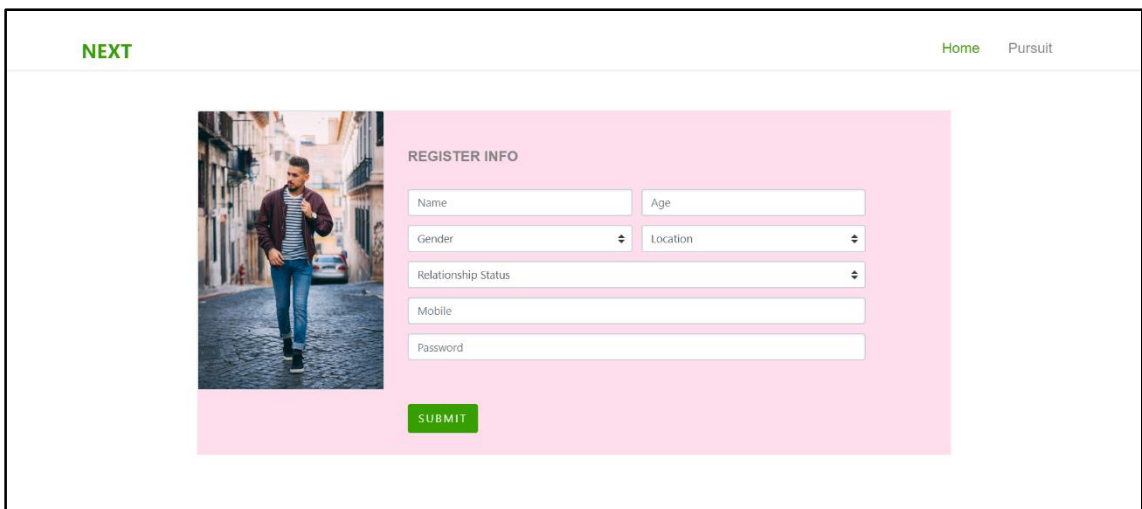 NEXT
Home Pursuit
REGISTER INFO
Name Age
Gender Location
Relationship Status
Mobile
Password
SUBMIT